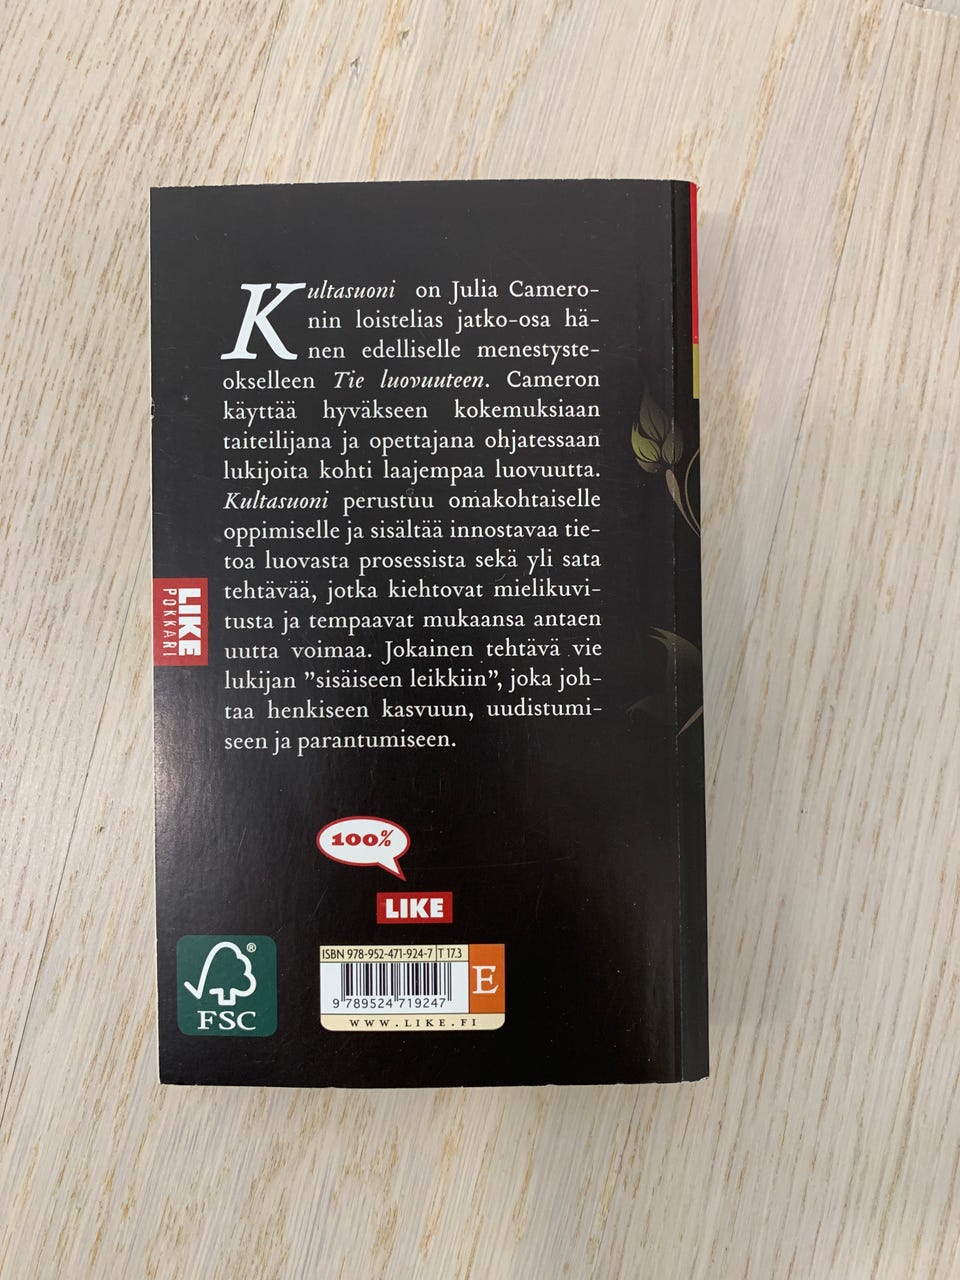 Kultasuoni on Julia Camero-
nin loistelias jatko-osa hä-
nen edelliselle menestyste-
okselleen Tie luovuuteen. Cameron
käyttää hyväkseen kokemuksiaan
taiteilijana ja opettajana ohjatessaan
lukijoita kohti laajempaa luovuutta.
Kultasuoni perustuu omakohtaiselle
oppimiselle ja sisältää innostavaa tie-
toa luovasta prosessista sekä yli sata
tehtävää, jotka kiehtovat mielikuvi-
tusta ja tempaavat mukaansa antaen
uutta voimaa. Jokainen tehtävä vie
lukijan ”sisäiseen leikkiin”, joka joh-
taa henkiseen kasvuun, uudistumi-
seen ja parantumiseen.
LIKE
POKKARI
100%
LIKE
FSC®
ISBN 978-952-471-924-7 T 17.3
E
9 789524 719247
WWW.LIKE.FI